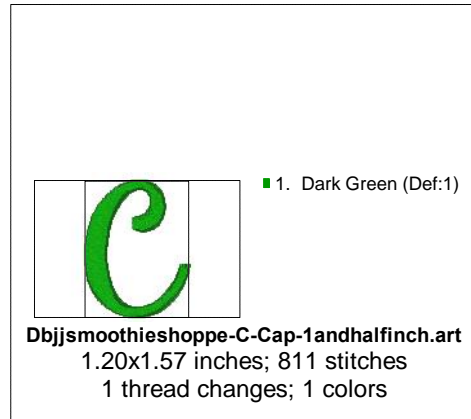 C
1. Dark Green (Def:1)
Dbjjsmoothieshoppe-C-Cap-1andhalfinch.art
1.20x1.57 inches; 811 stitches
1 thread changes; 1 colors